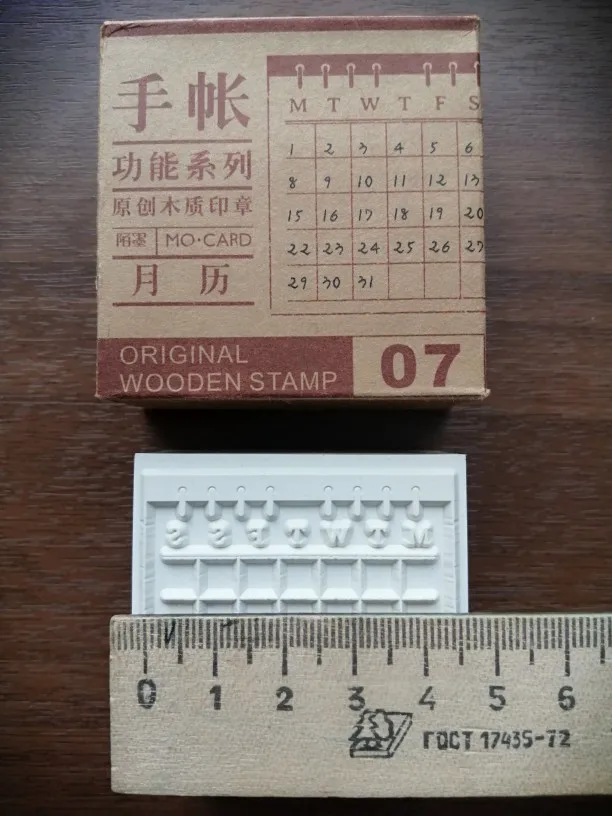 手帐
功能系列
原创木质印章
陌墨 MO·CARD
月历
M T W T F S
1 2 3 4 5 6
8 9 10 11 12 13
15 16 17 18 19 20
22 23 24 25 26 27
29 30 31
ORIGINAL
WOODEN STAMP
07
S S F T W T M
0 1 2 3 4 5 6
ГОСТ 17435-72